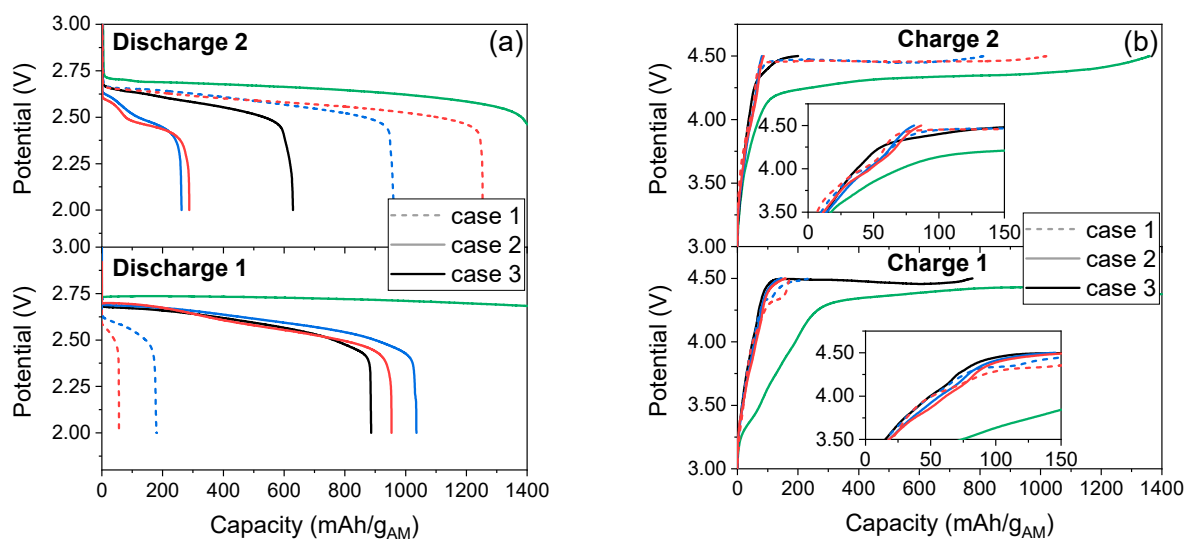 (a)
Discharge 2
Potential (V)
3.00
2.75
2.50
2.25
2.00
case 1
case 2
case 3
Discharge 1
Potential (V)
3.00
2.75
2.50
2.25
2.00
0 200 400 600 800 1000 1200 1400
Capacity (mAh/gAM)
(b)
Charge 2
Potential (V)
4.50
4.00
3.50
3.00
4.50
4.00
3.50
0 50 100 150
case 1
case 2
case 3
Charge 1
Potential (V)
4.50
4.00
3.50
3.00
4.50
4.00
3.50
0 50 100 150
0 200 400 600 800 1000 1200 1400
Capacity (mAh/gAM)